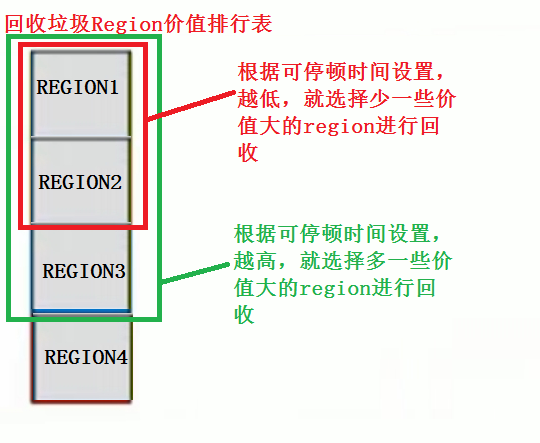 回收垃圾Region价值排行表
REGION1
REGION2
REGION3
REGION4
根据可停顿时间设置，
越低，就选择少一些价
值大的region进行回
收
根据可停顿时间设置，
越高，就选择多一些价
值大的region进行回
收